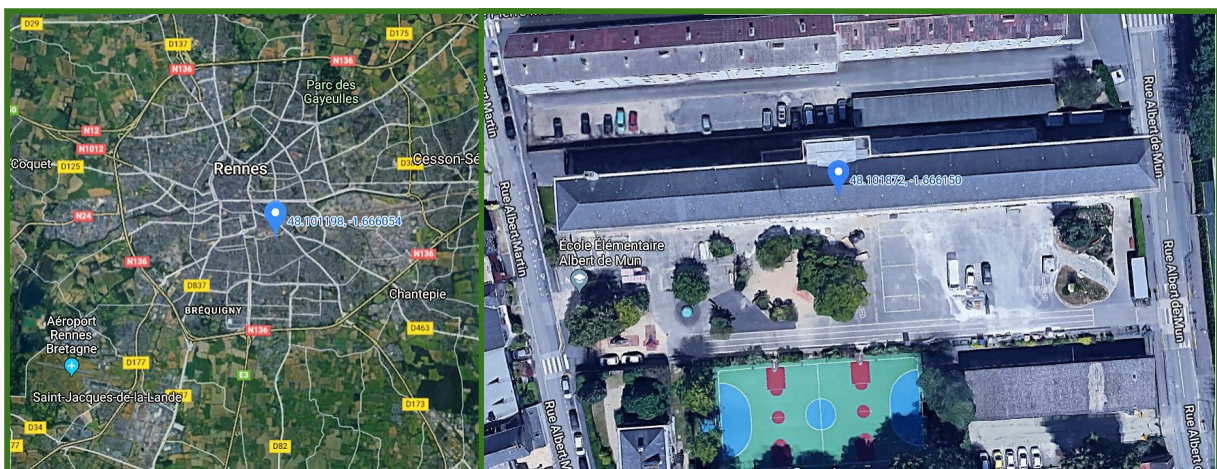 D29
D137
D175
N136
N136
Parc des
Gayeulles
N12
N1012
Coquet
D125
Rennes
Cesson-Sé
48.101198, -1.666054
N24
N136
N136
D837
Chantepie
BRÉQUIGNY
Aéroport
Rennes
Bretagne
N136
D463
D177
E3
Saint-Jacques-de-la-Lande
D173
D34
D82
77
Rue Albert Martin
Rue Albert de Mun
48.101872, -1.666150
École Élémentaire
Albert de Mun
Rue Albert de Mun